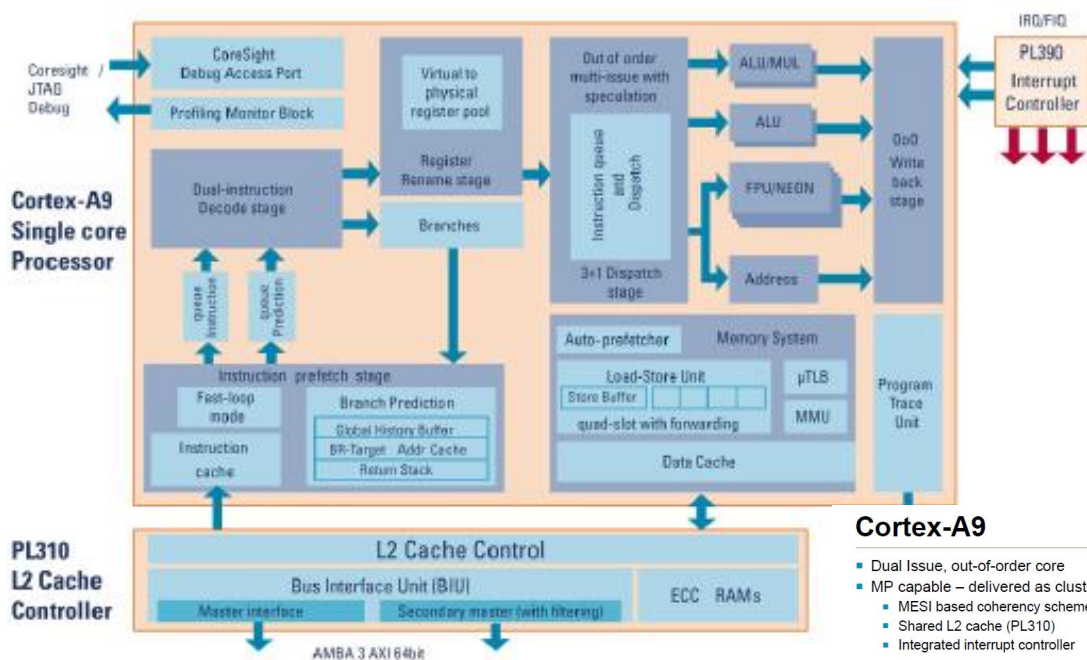 IRQ/FIQ
PL390
Interrupt
Controller
Coresight /
JTAG
Debug
CoreSight
Debug Access Port
Profiling Monitor Block
Virtual to
physical
register pool
Register
Rename stage
Out of order
multi-issue with
speculation
Instruction queue
and
Dispatch
3+1 Dispatch
stage
ALU/MUL
ALU
FPU/NEON
Address
OoO
Write
back
stage
Cortex-A9
Single core
Processor
Dual-instruction
Decode stage
Branches
queue
Instruction
queue
Prediction
Instruction prefetch stage
Fast-loop
mode
Instruction
cache
Branch Prediction
Global History Buffer
BR-Target Addr Cache
Return Stack
Auto-prefetcher
Memory System
Load-Store Unit
Store Buffer
quad-slot with forwarding
µTLB
MMU
Data Cache
Program
Trace
Unit
PL310
L2 Cache
Controller
L2 Cache Control
Bus Interface Unit (BIU)
Master interface
Secondary master (with filtering)
ECC RAMs
AMBA 3 AXI 64bit
Cortex-A9
▪ Dual Issue, out-of-order core
▪ MP capable – delivered as clust
▪ MESI based coherency scheme
▪ Shared L2 cache (PL310)
▪ Integrated interrupt controller